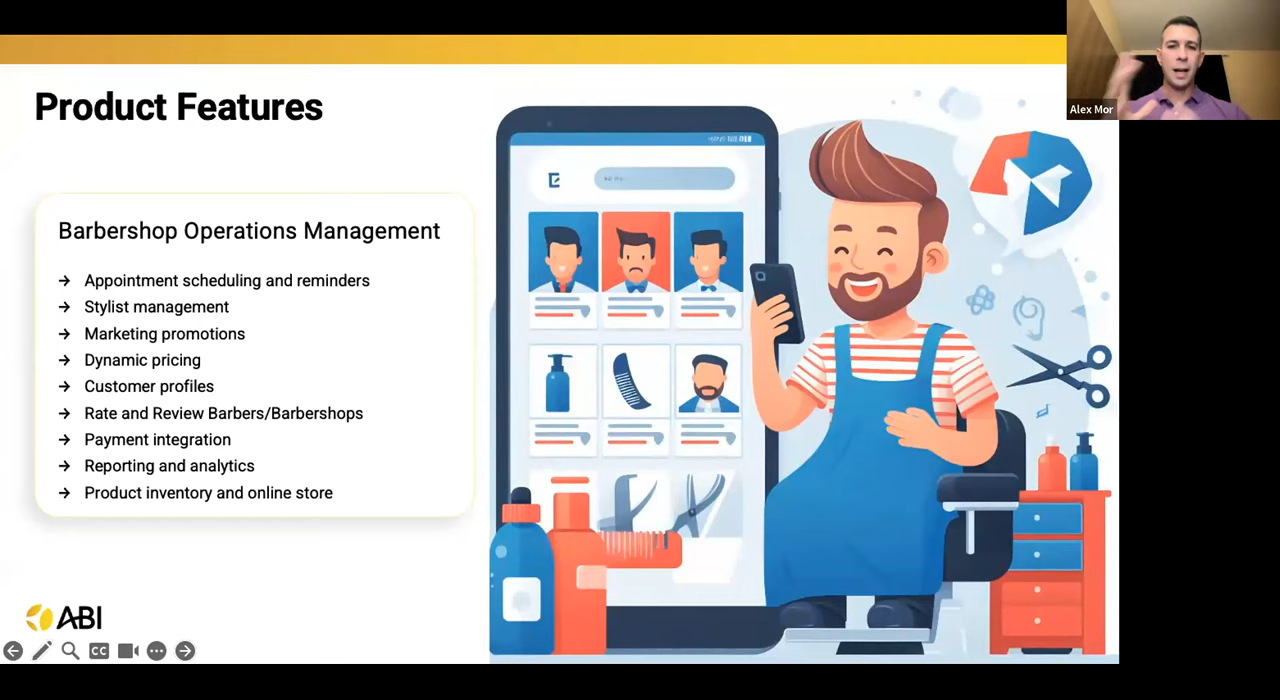 Product Features
Barbershop Operations Management
→ Appointment scheduling and reminders
→ Stylist management
→ Marketing promotions
→ Dynamic pricing
→ Customer profiles
→ Rate and Review Barbers/Barbershops
→ Payment integration
→ Reporting and analytics
→ Product inventory and online store
ABI
CC
Alex Mor